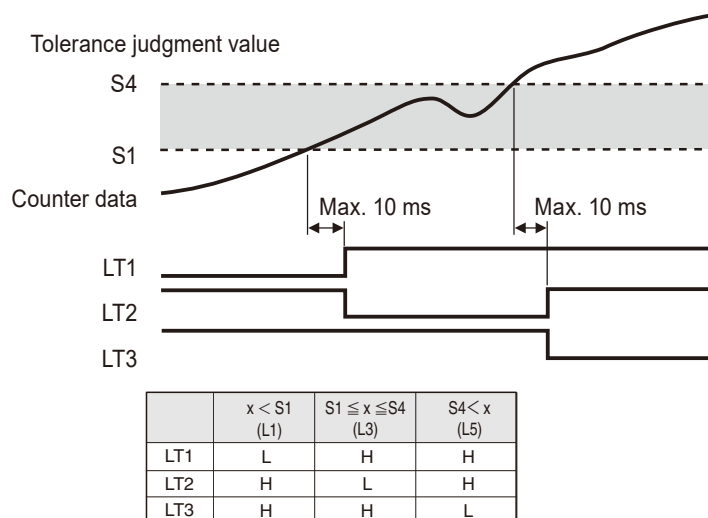 Tolerance judgment value
S4
S1
Counter data
Max. 10 ms
Max. 10 ms
LT1
LT2
LT3
x < S1 (L1) S1 ≦ x ≦S4 (L3) S4< x (L5)
LT1 L H H
LT2 H L H
LT3 H H L